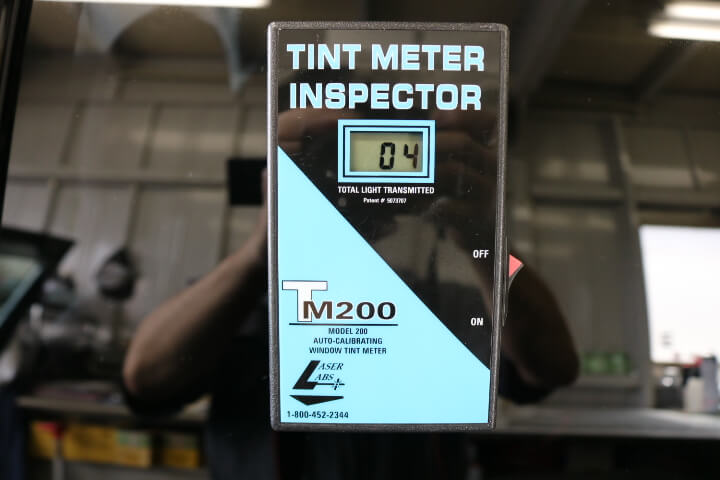 TINT METER
INSPECTOR
04
TOTAL LIGHT TRANSMITTED
Patent # 5073707
OFF
ON
TM200
MODEL 200
AUTO-CALIBRATING
WINDOW TINT METER
LASER
LABS
1-800-452-2344